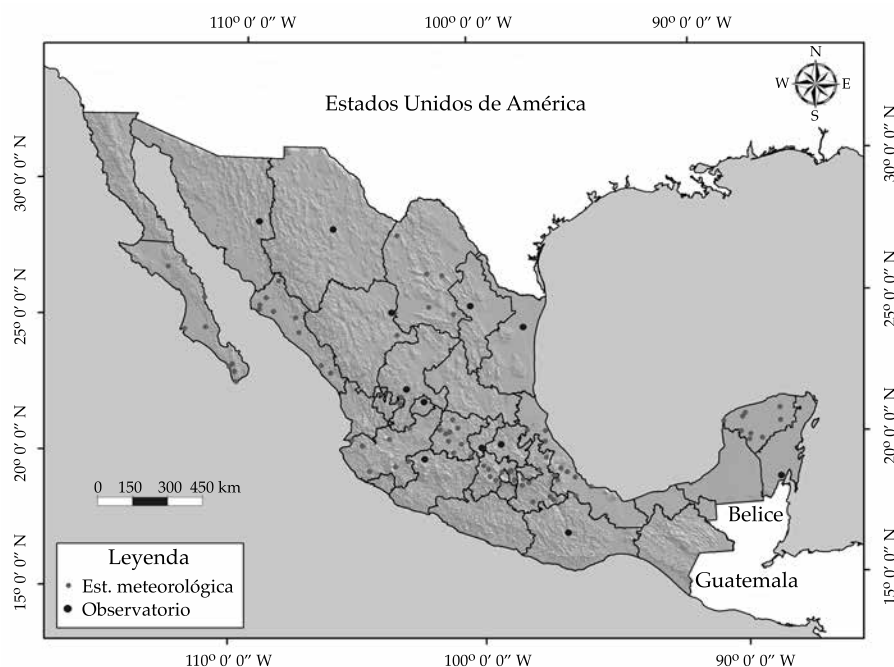 110º 0' 0'' W 100º 0' 0'' W 90º 0' 0'' W
N
W E
S
Estados Unidos de América
30º 0' 0'' N 30º 0' 0'' N
25º 0' 0'' N 25º 0' 0'' N
20º 0' 0'' N 20º 0' 0'' N
0 150 300 450 km
Belice
Leyenda
Est. meteorológica
Observatorio
Guatemala
15º 0' 0'' N 15º 0' 0'' N
110º 0' 0'' W 100º 0' 0'' W 90º 0' 0'' W